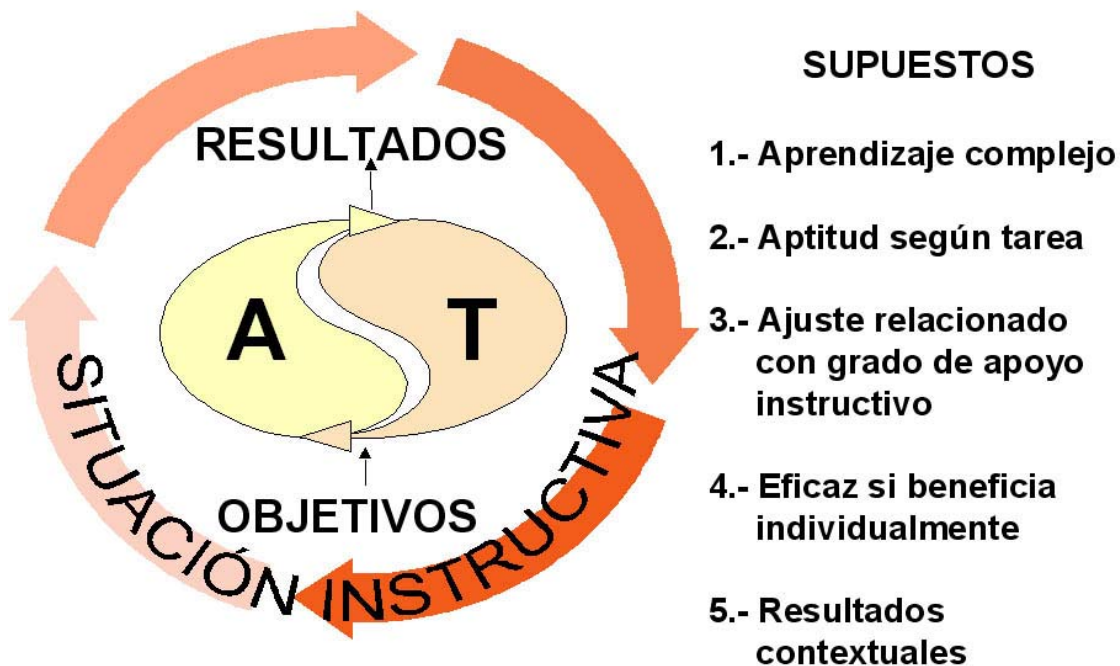 RESULTADOS
A T
OBJETIVOS
SITUACIÓN INSTRUCTIVA
SUPUESTOS
1.- Aprendizaje complejo
2.- Aptitud según tarea
3.- Ajuste relacionado
con grado de apoyo
instructivo
4.- Eficaz si beneficia
individualmente
5.- Resultados
contextuales